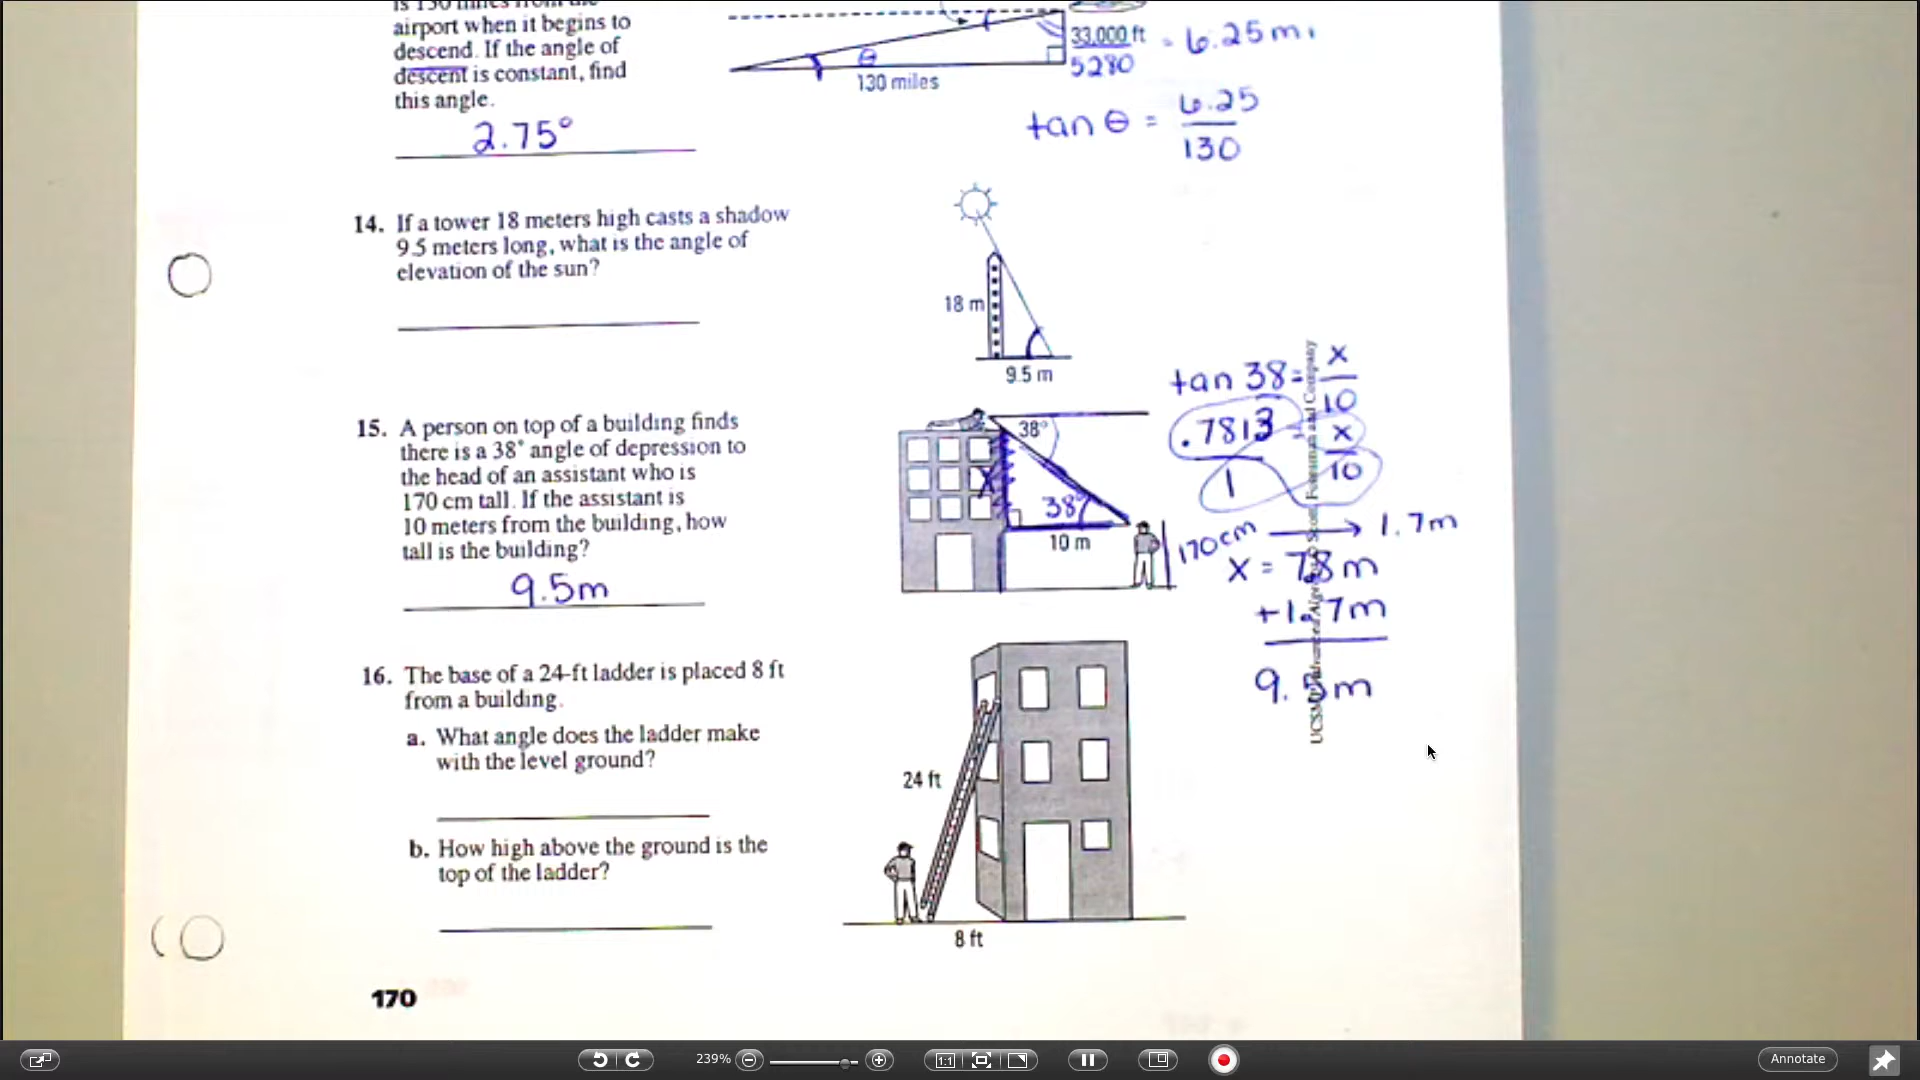 is 130 miles from the
airport when it begins to
descend. If the angle of
descent is constant, find
this angle.
2.75°
θ
130 miles
33,000 ft
5280
= 6.25 mi
tan θ = 6.25
130
14. If a tower 18 meters high casts a shadow
9.5 meters long, what is the angle of
elevation of the sun?
18 m
9.5 m
15. A person on top of a building finds
there is a 38° angle of depression to
the head of an assistant who is
170 cm tall. If the assistant is
10 meters from the building, how
tall is the building?
9.5m
38°
X
38°
10 m
tan 38 = x
10
.7813 = x
1 10
170cm → 1.7m
x = 7.8m
+1.7m
9.5m
16. The base of a 24-ft ladder is placed 8 ft
from a building.
a. What angle does the ladder make
with the level ground?
b. How high above the ground is the
top of the ladder?
24 ft
8 ft
170
239%
1:1
Annotate